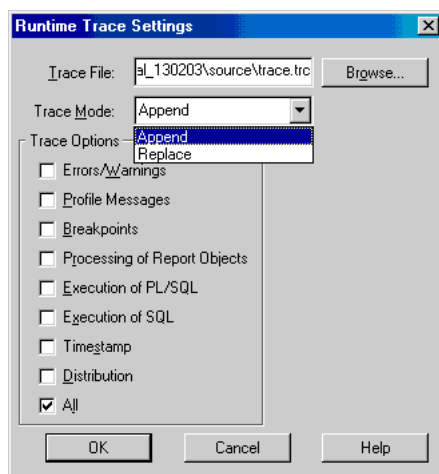 Runtime Trace Settings
Trace File: al_130203\source\trace.trc Browse...
Trace Mode: Append
Append
Replace
Trace Options
Errors/Warnings
Profile Messages
Breakpoints
Processing of Report Objects
Execution of PL/SQL
Execution of SQL
Timestamp
Distribution
All
OK Cancel Help